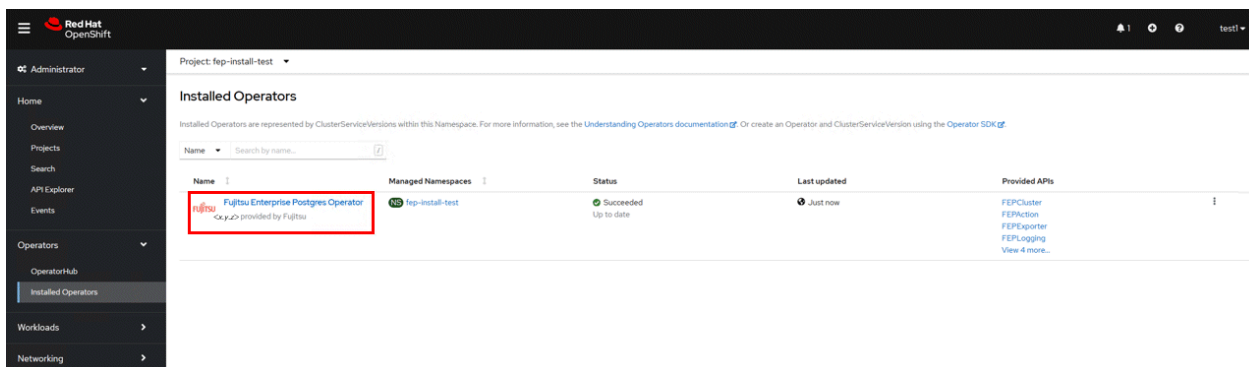 Red Hat
OpenShift
1
test1
Administrator
Project: fep-install-test
Home
Overview
Projects
Search
API Explorer
Events
Operators
OperatorHub
Installed Operators
Workloads
Networking
Installed Operators
Installed Operators are represented by ClusterServiceVersions within this Namespace. For more information, see the Understanding Operators documentation. Or create an Operator and ClusterServiceVersion using the Operator SDK.
Name Search by name... /
Name Managed Namespaces Status Last updated Provided APIs
FUJITSU Fujitsu Enterprise Postgres Operator
<x.y.z> provided by Fujitsu
NS fep-install-test
Succeeded
Up to date
Just now
FEPCluster
FEPAction
FEPExporter
FEPLogging
View 4 more...